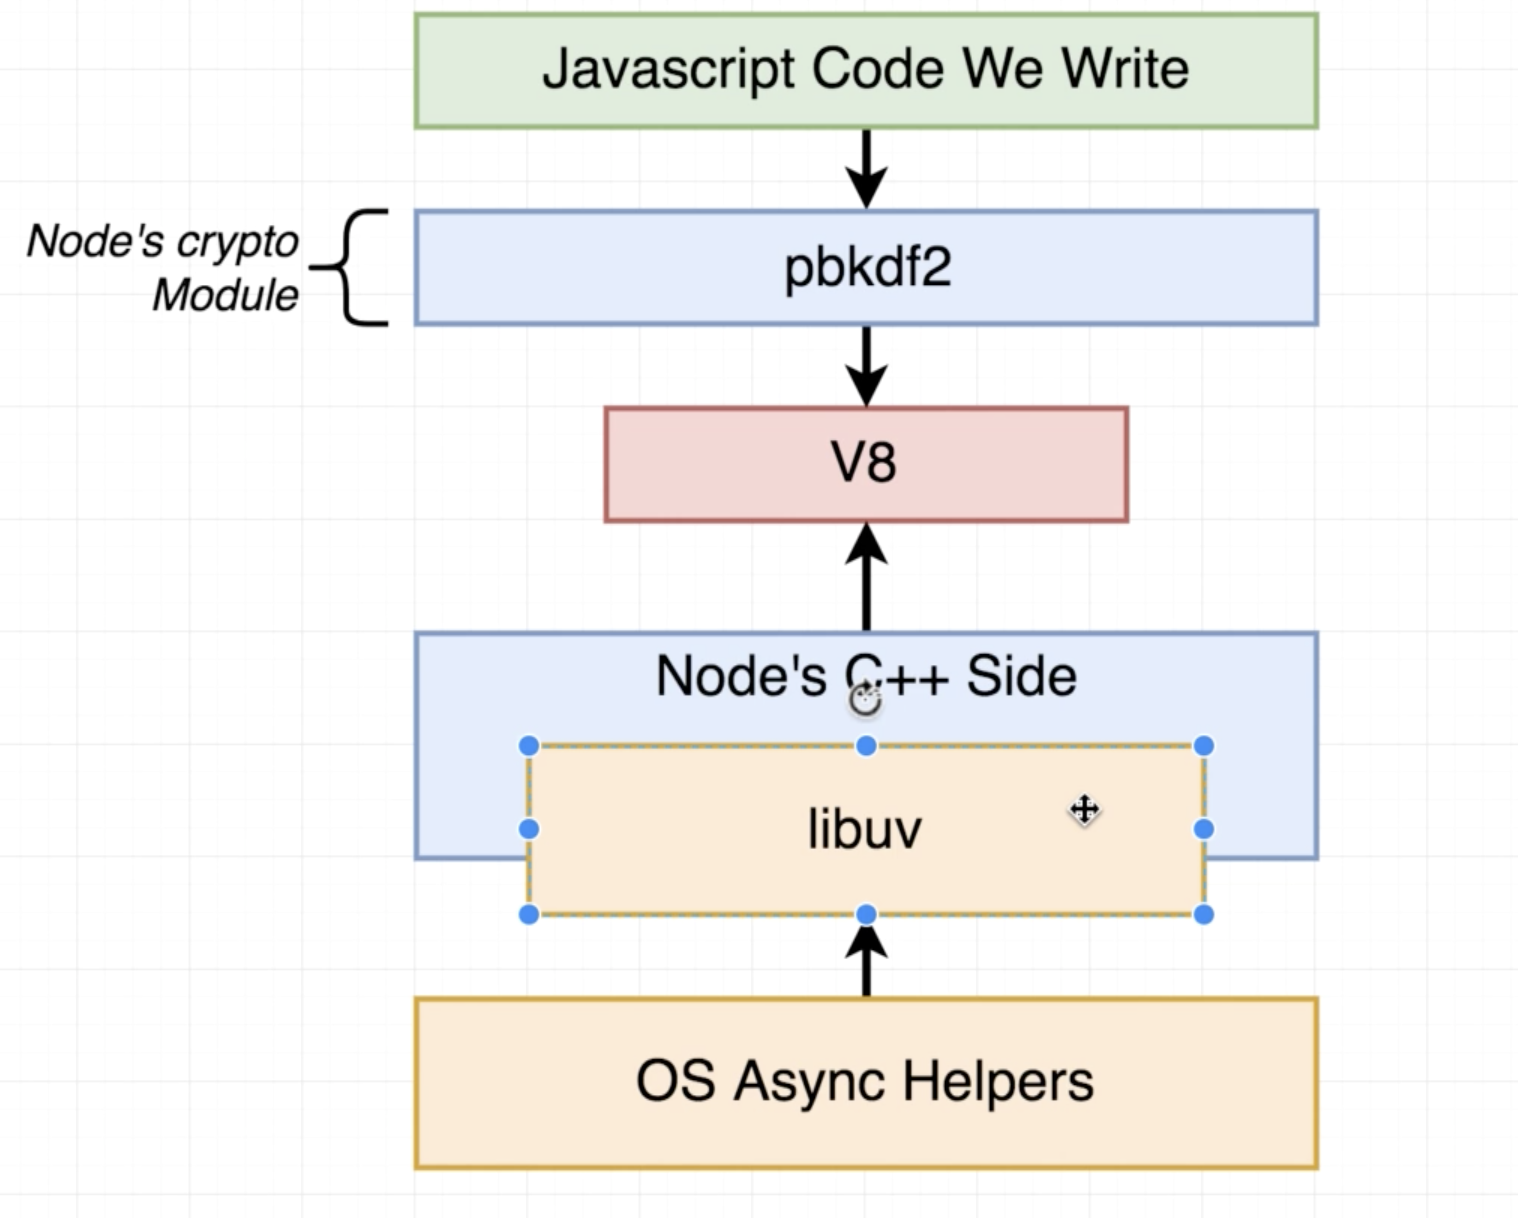 Javascript Code We Write
Node's crypto
Module
pbkdf2
V8
Node's C++ Side
libuv
OS Async Helpers